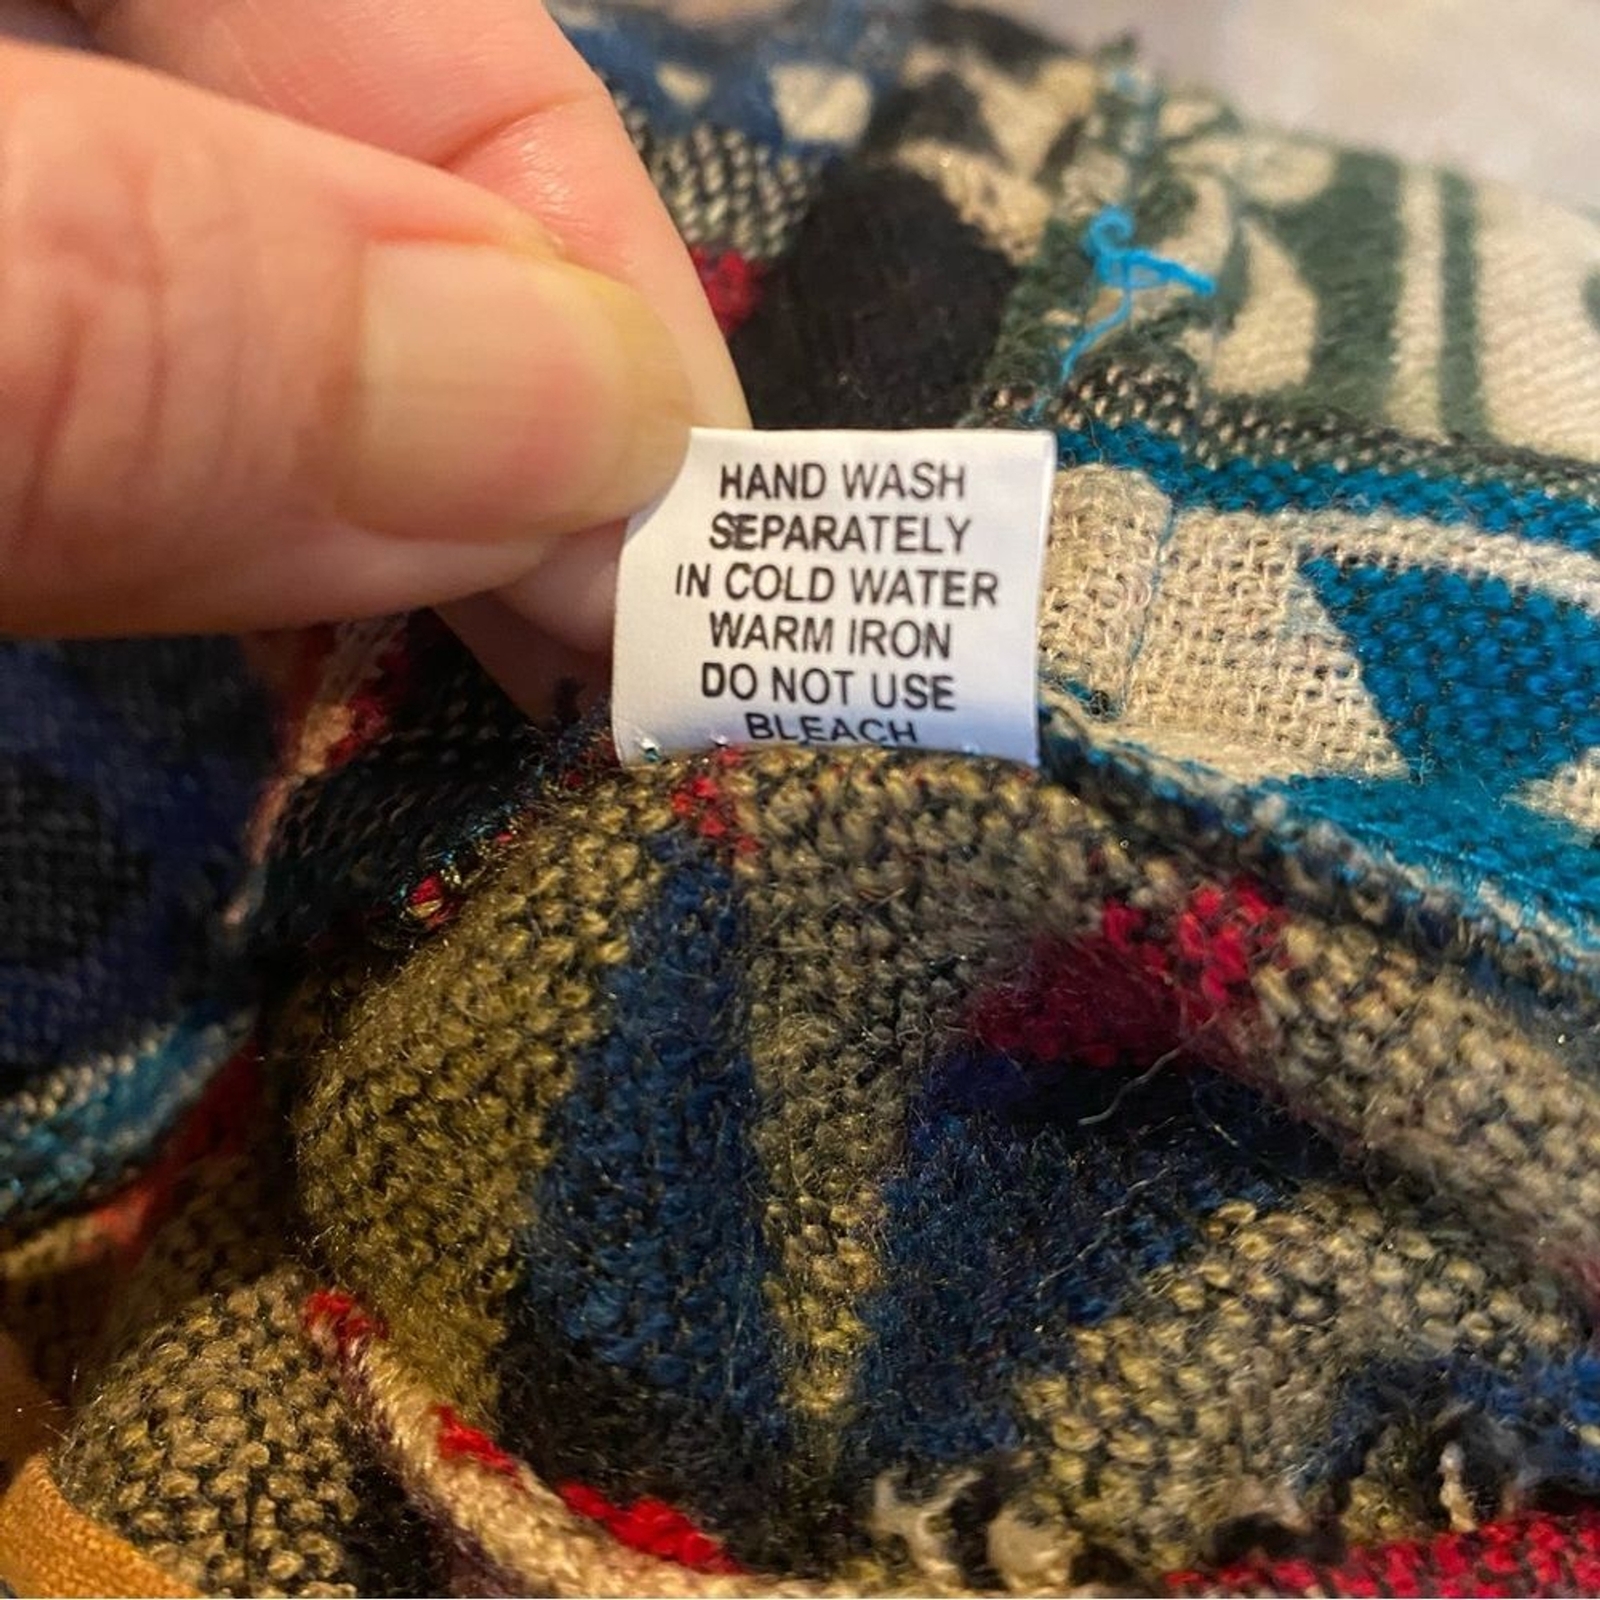 HAND WASH
SEPARATELY
IN COLD WATER
WARM IRON
DO NOT USE
BLEACH